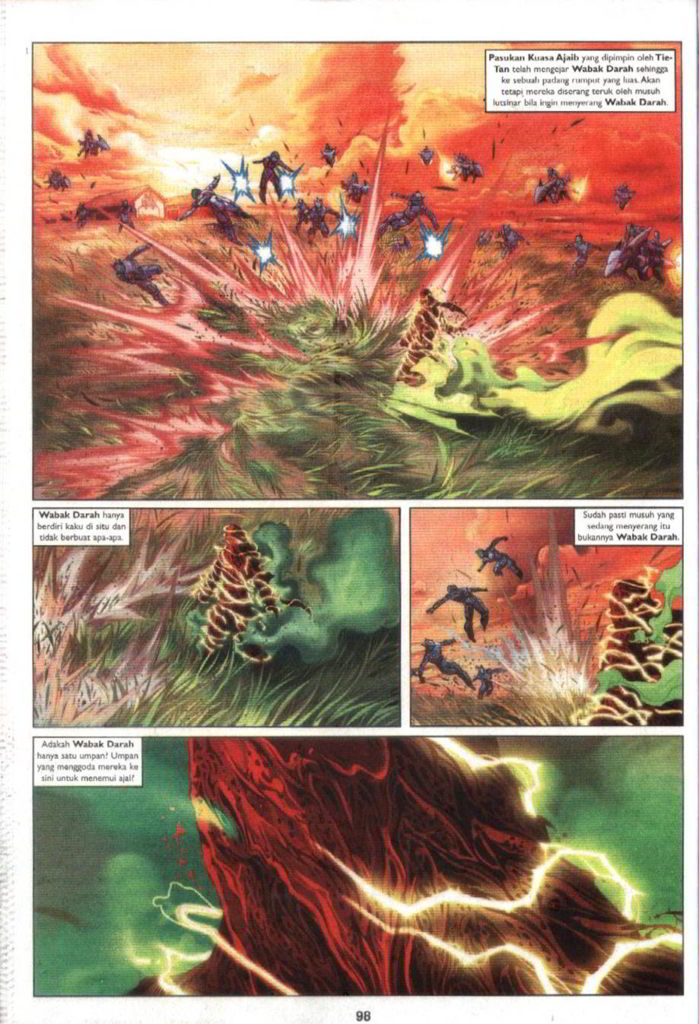 Pasukan Kuasa Ajaib yang dipimpin oleh Tie-
Tan telah mengejar Wabak Darah sehingga
ke sebuah padang rumput yang luas. Akan
tetapi mereka diserang teruk oleh musuh
lutsinar bila ingin menyerang Wabak Darah.
Wabak Darah hanya
berdiri kaku di situ dan
tidak berbuat apa-apa.
Sudah pasti musuh yang
sedang menyerang itu
bukannya Wabak Darah.
Adakah Wabak Darah
hanya satu umpan? Umpan
yang menggoda mereka ke
sini untuk menemui ajal?
98